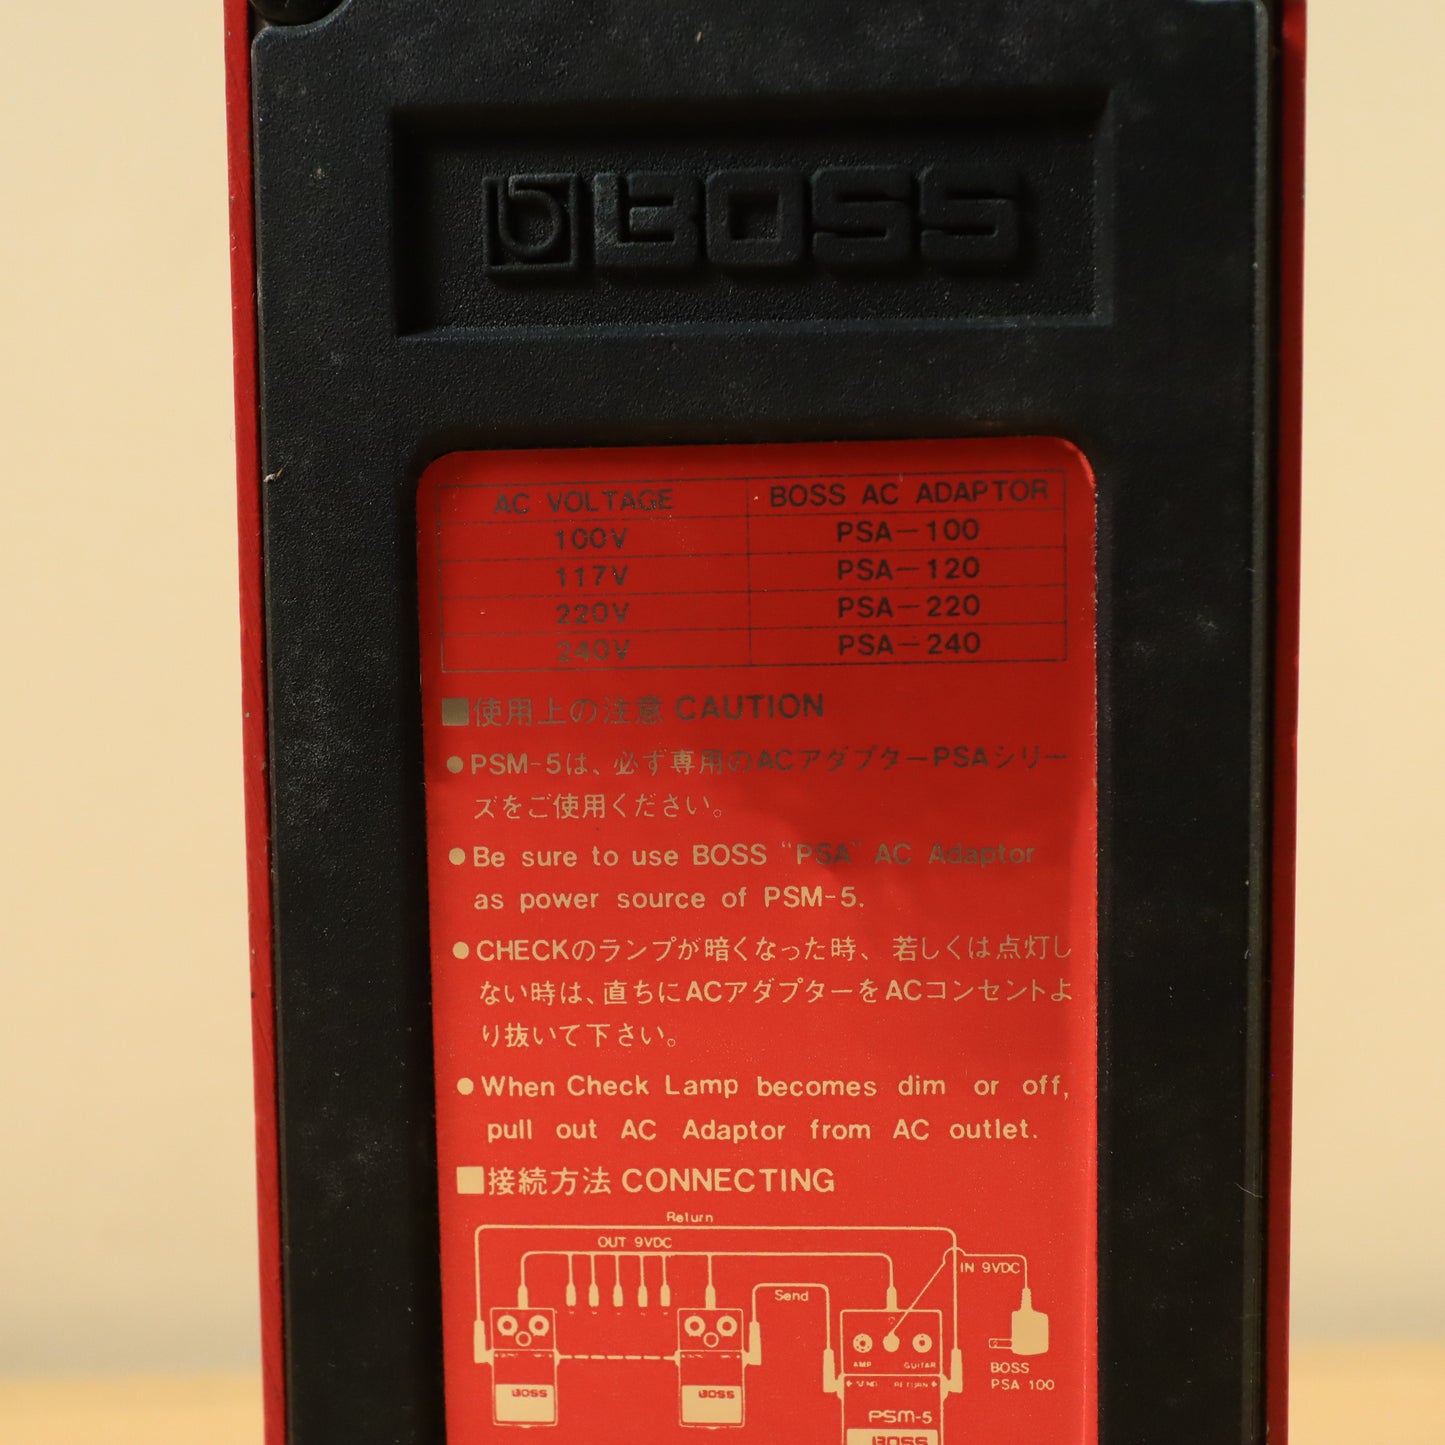 BOSS
AC VOLTAGE BOSS AC ADAPTOR
100V PSA-100
117V PSA-120
220V PSA-220
240V PSA-240
■使用上の注意 CAUTION
●PSM-5は、必ず専用のACアダプターPSAシリー
ズをご使用ください。
●Be sure to use BOSS "PSA" AC Adaptor
as power source of PSM-5.
●CHECKのランプが暗くなった時、若しくは点灯し
ない時は、直ちにACアダプターをACコンセントよ
り抜いて下さい。
●When Check Lamp becomes dim or off,
pull out AC Adaptor from AC outlet.
■接続方法 CONNECTING
Return
OUT 9VDC
IN 9VDC
Send
AMP GUITAR
BOSS
PSA 100
SEND RETURN
BOSS
BOSS
PSM-5
BOSS